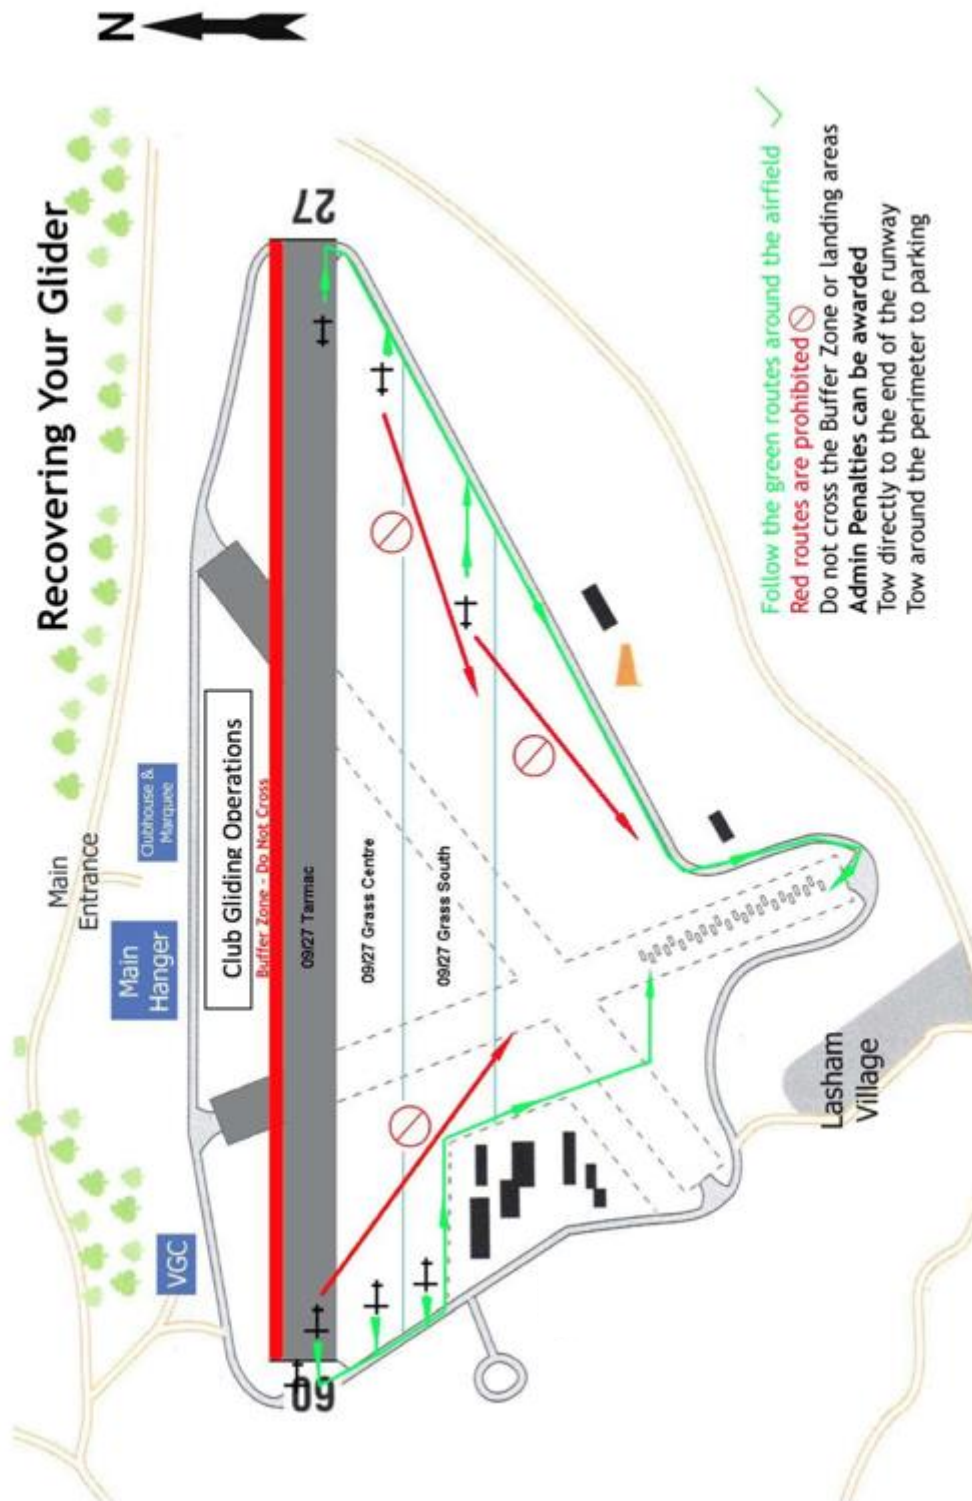 Recovering Your Glider
N
Main
Entrance
VGC
Main
Hanger
Clubhouse &
Marquee
Club Gliding Operations
Buffer Zone - Do Not Cross
09
27
09/27 Tarmac
09/27 Grass Centre
09/27 Grass South
Lasham
Village
Follow the green routes around the airfield
Red routes are prohibited
Do not cross the Buffer Zone or landing areas
Admin Penalties can be awarded
Tow directly to the end of the runway
Tow around the perimeter to parking